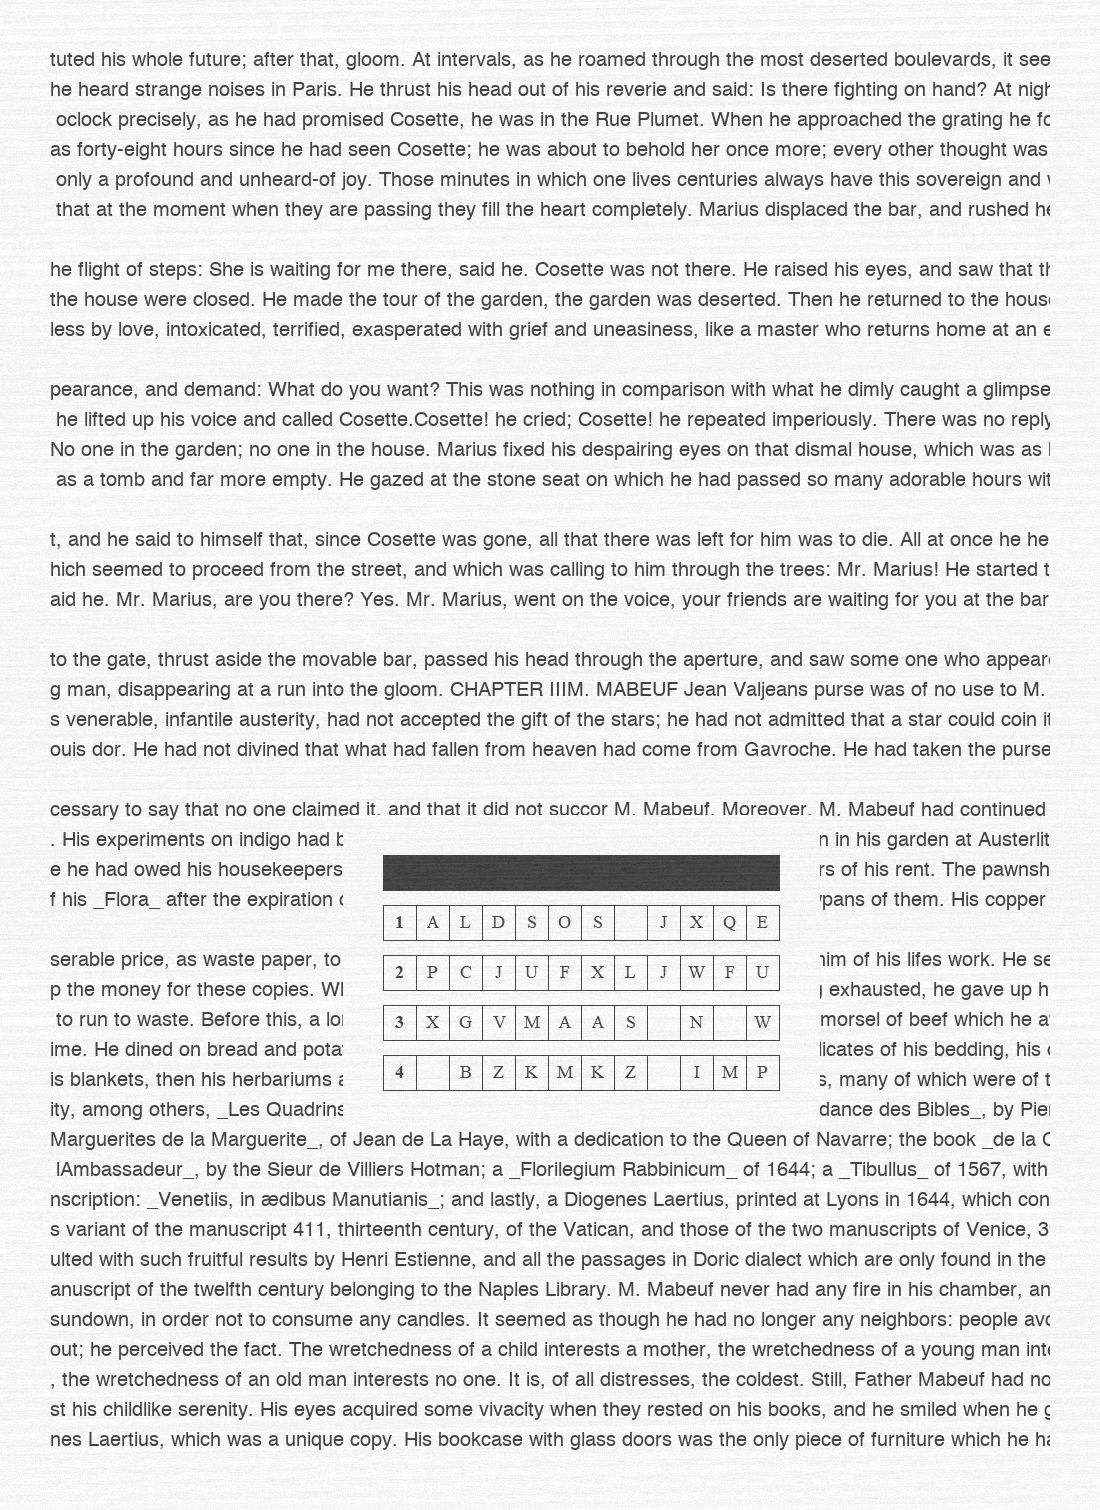 tuted his whole future; after that, gloom. At intervals, as he roamed through the most deserted boulevards, it see
he heard strange noises in Paris. He thrust his head out of his reverie and said: Is there fighting on hand? At nigh
oclock precisely, as he had promised Cosette, he was in the Rue Plumet. When he approached the grating he fo
as forty-eight hours since he had seen Cosette; he was about to behold her once more; every other thought was
only a profound and unheard-of joy. Those minutes in which one lives centuries always have this sovereign and
that at the moment when they are passing they fill the heart completely. Marius displaced the bar, and rushed he
he flight of steps: She is waiting for me there, said he. Cosette was not there. He raised his eyes, and saw that th
the house were closed. He made the tour of the garden, the garden was deserted. Then he returned to the house
less by love, intoxicated, terrified, exasperated with grief and uneasiness, like a master who returns home at an e
pearance, and demand: What do you want? This was nothing in comparison with what he dimly caught a glimpse
he lifted up his voice and called Cosette.Cosette! he cried; Cosette! he repeated imperiously. There was no reply
No one in the garden; no one in the house. Marius fixed his despairing eyes on that dismal house, which was as
as a tomb and far more empty. He gazed at the stone seat on which he had passed so many adorable hours wit
t, and he said to himself that, since Cosette was gone, all that there was left for him was to die. All at once he he
hich seemed to proceed from the street, and which was calling to him through the trees: Mr. Marius! He started t
aid he. Mr. Marius, are you there? Yes. Mr. Marius, went on the voice, your friends are waiting for you at the bar
to the gate, thrust aside the movable bar, passed his head through the aperture, and saw some one who appeare
g man, disappearing at a run into the gloom. CHAPTER IIIM. MABEUF Jean Valjeans purse was of no use to M.
s venerable, infantile austerity, had not accepted the gift of the stars; he had not admitted that a star could coin it
ouis dor. He had not divined that what had fallen from heaven had come from Gavroche. He had taken the purse
cessary to say that no one claimed it, and that it did not succor M. Mabeuf. Moreover, M. Mabeuf had continued
. His experiments on indigo had b n in his garden at Austerlit
e he had owed his housekeepers rs of his rent. The pawnsh
f his _Flora_ after the expiration ypans of them. His copper
1 A L D S O S J X Q E
serable price, as waste paper, to him of his lifes work. He se
2 P C J U F X L J W F U
p the money for these copies. Wh exhausted, he gave up h
to run to waste. Before this, a lo morsel of beef which he a
3 X G V M A A S N W
ime. He dined on bread and pota licates of his bedding, his
is blankets, then his herbariums s, many of which were of t
4 B Z K M K Z I M P
ity, among others, _Les Quadrins dance des Bibles_, by Pier
Marguerites de la Marguerite_, of Jean de La Haye, with a dedication to the Queen of Navarre; the book _de la C
lAmbassadeur_, by the Sieur de Villiers Hotman; a _Florilegium Rabbinicum_ of 1644; a _Tibullus_ of 1567, with
nscription: _Venetiis, in ædibus Manutianis_; and lastly, a Diogenes Laertius, printed at Lyons in 1644, which con
s variant of the manuscript 411, thirteenth century, of the Vatican, and those of the two manuscripts of Venice, 3
ulted with such fruitful results by Henri Estienne, and all the passages in Doric dialect which are only found in the
anuscript of the twelfth century belonging to the Naples Library. M. Mabeuf never had any fire in his chamber, an
sundown, in order not to consume any candles. It seemed as though he had no longer any neighbors: people avo
out; he perceived the fact. The wretchedness of a child interests a mother, the wretchedness of a young man inte
, the wretchedness of an old man interests no one. It is, of all distresses, the coldest. Still, Father Mabeuf had no
st his childlike serenity. His eyes acquired some vivacity when they rested on his books, and he smiled when he g
nes Laertius, which was a unique copy. His bookcase with glass doors was the only piece of furniture which he ha